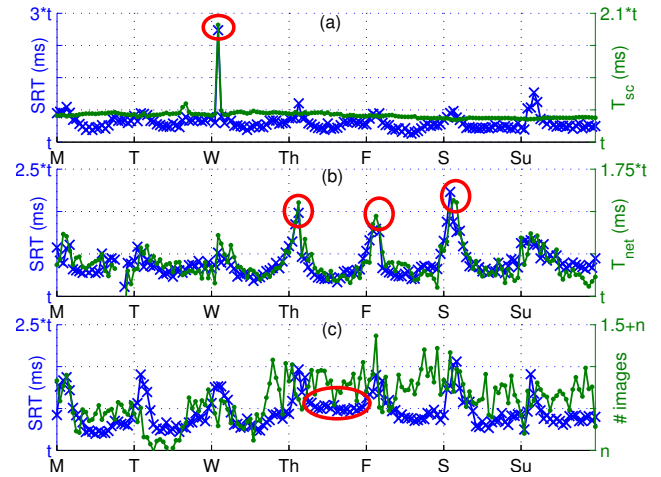 3*t (a) 2.1*t
SRT (ms)
T_sc (ms)
t t
M T W Th F S Su
2.5*t (b) 1.75*t
SRT (ms)
T_net (ms)
t t
M T W Th F S Su
2.5*t (c) 1.5+n
SRT (ms)
# images
t n
M T W Th F S Su